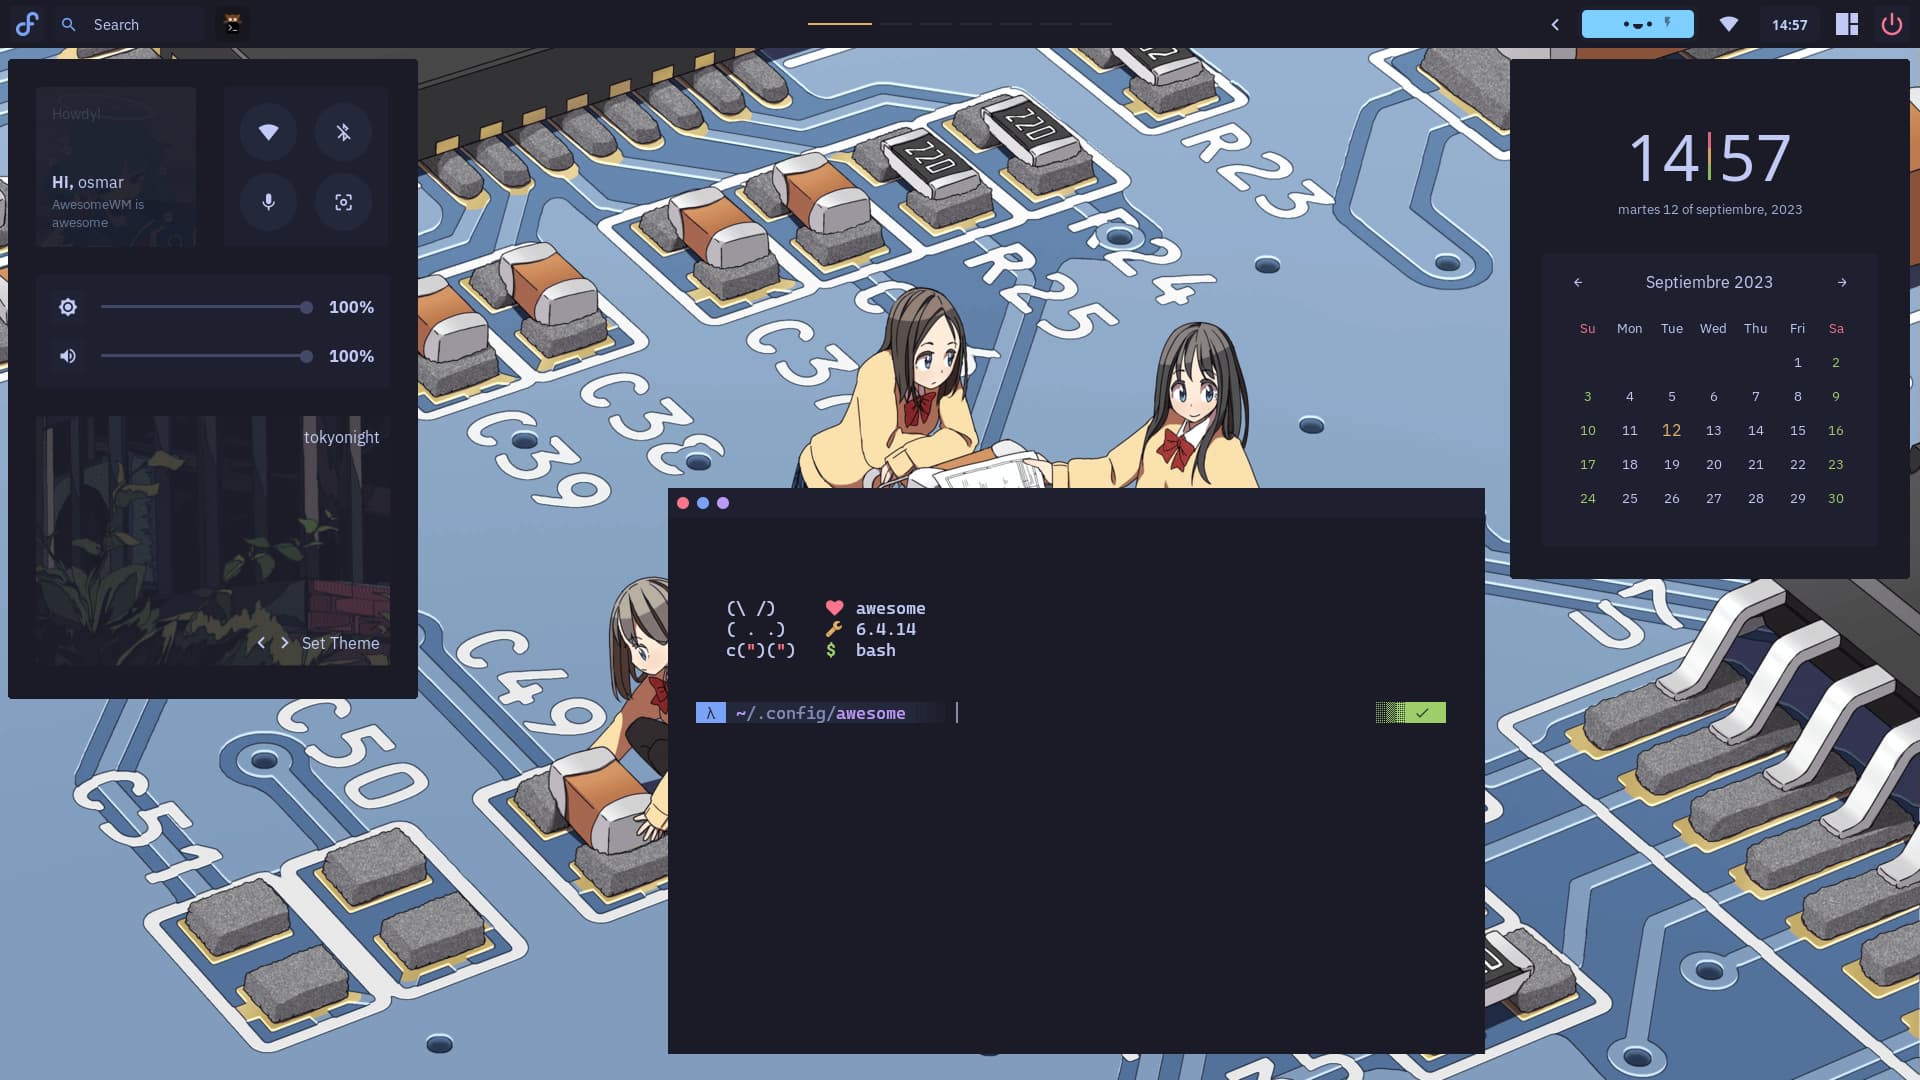 Search
14:57
Howdy!
HI, osmar
AwesomeWM is
awesome
100%
100%
tokyonight
Set Theme
14 57
martes 12 of septiembre, 2023
Septiembre 2023
Su Mon Tue Wed Thu Fri Sa
1 2
3 4 5 6 7 8 9
10 11 12 13 14 15 16
17 18 19 20 21 22 23
24 25 26 27 28 29 30
(\ /)
( . .)
c(")(")
awesome
6.4.14
$ bash
λ ~/.config/awesome
220
220
R23
R24
R25
C38
C39
C49
C50
C51